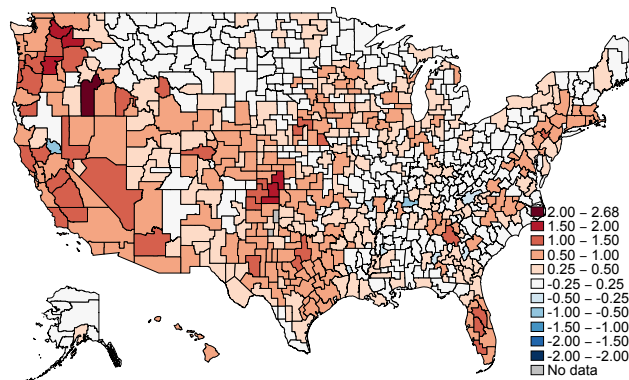 2.00 – 2.68
1.50 – 2.00
1.00 – 1.50
0.50 – 1.00
0.25 – 0.50
-0.25 – 0.25
-0.50 – -0.25
-1.00 – -0.50
-1.50 – -1.00
-2.00 – -1.50
-2.00 – -2.00
No data